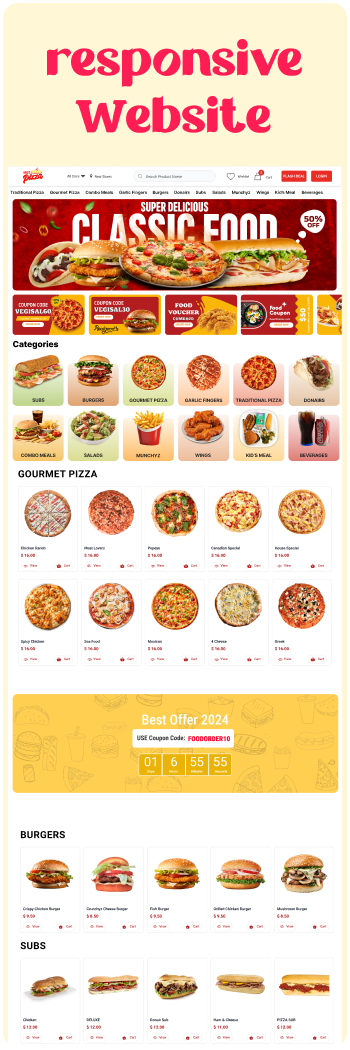 responsive
Website
Pizza
All Dairy
Near Stores
Search Product Name
Wishlist
Cart
FLASH DEAL
LOGIN
Traditional Pizza Gourmet Pizza Combo Meals Garlic Fingers Burgers Donairs Subs Salads Munchyz Wings Kid's Meal Beverages
SUPER DELICIOUS
CLASSIC FOOD
50%
OFF
COUPON CODE
VEGISAL60
COUPON CODE
VEGISAL30
FOOD
VOUCHER
Food
Coupon
$50
Categories
SUBS BURGERS GOURMET PIZZA GARLIC FINGERS TRADITIONAL PIZZA DONAIRS
COMBO MEALS SALADS MUNCHYZ WINGS KID'S MEAL BEVERAGES
GOURMET PIZZA
Chicken Ranch Meat Lovers Popeye Canadian Special House Special
$ 16.00 $ 16.00 $ 16.00 $ 16.00 $ 16.00
View Cart View Cart View Cart View Cart View Cart
Spicy Chicken Sea Food Mexican 4 Cheese Greek
$ 16.00 $ 16.00 $ 16.00 $ 16.00 $ 16.00
View Cart View Cart View Cart View Cart View Cart
Best Offer 2024
USE Coupon Code: FOODORDER10
01 6 55 55
Days Hours Minutes Seconds
BURGERS
Crispy Chicken Burger Crunchyz Cheese Burger Fish Burger Grilled Chicken Burger Mushroom Burger
$ 9.50 $ 8.50 $ 9.50 $ 9.50 $ 9.50
View Cart View Cart View Cart View Cart View Cart
SUBS
Chicken DELUXE Donair Sub Ham & Cheese PIZZA SUB
$ 13.00 $ 12.00 $ 13.00 $ 11.00 $ 13.00
View Cart View Cart View Cart View Cart View Cart